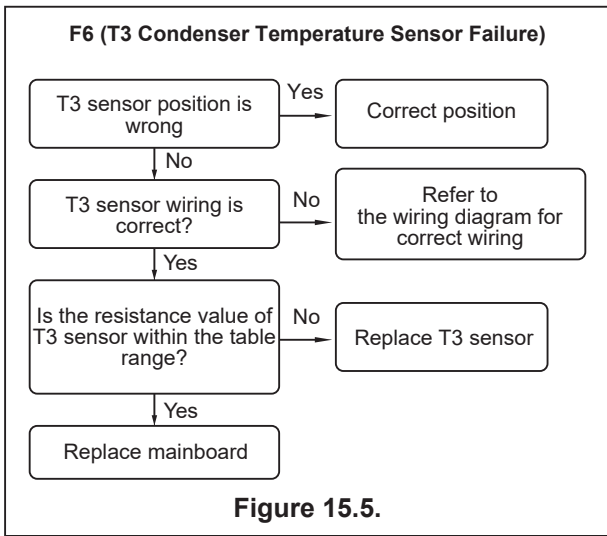 F6 (T3 Condenser Temperature Sensor Failure)
T3 sensor position is
wrong
Yes
Correct position
No
T3 sensor wiring is
correct?
No
Refer to
the wiring diagram for
correct wiring
Yes
Is the resistance value of
T3 sensor within the table
range?
No
Replace T3 sensor
Yes
Replace mainboard
Figure 15.5.